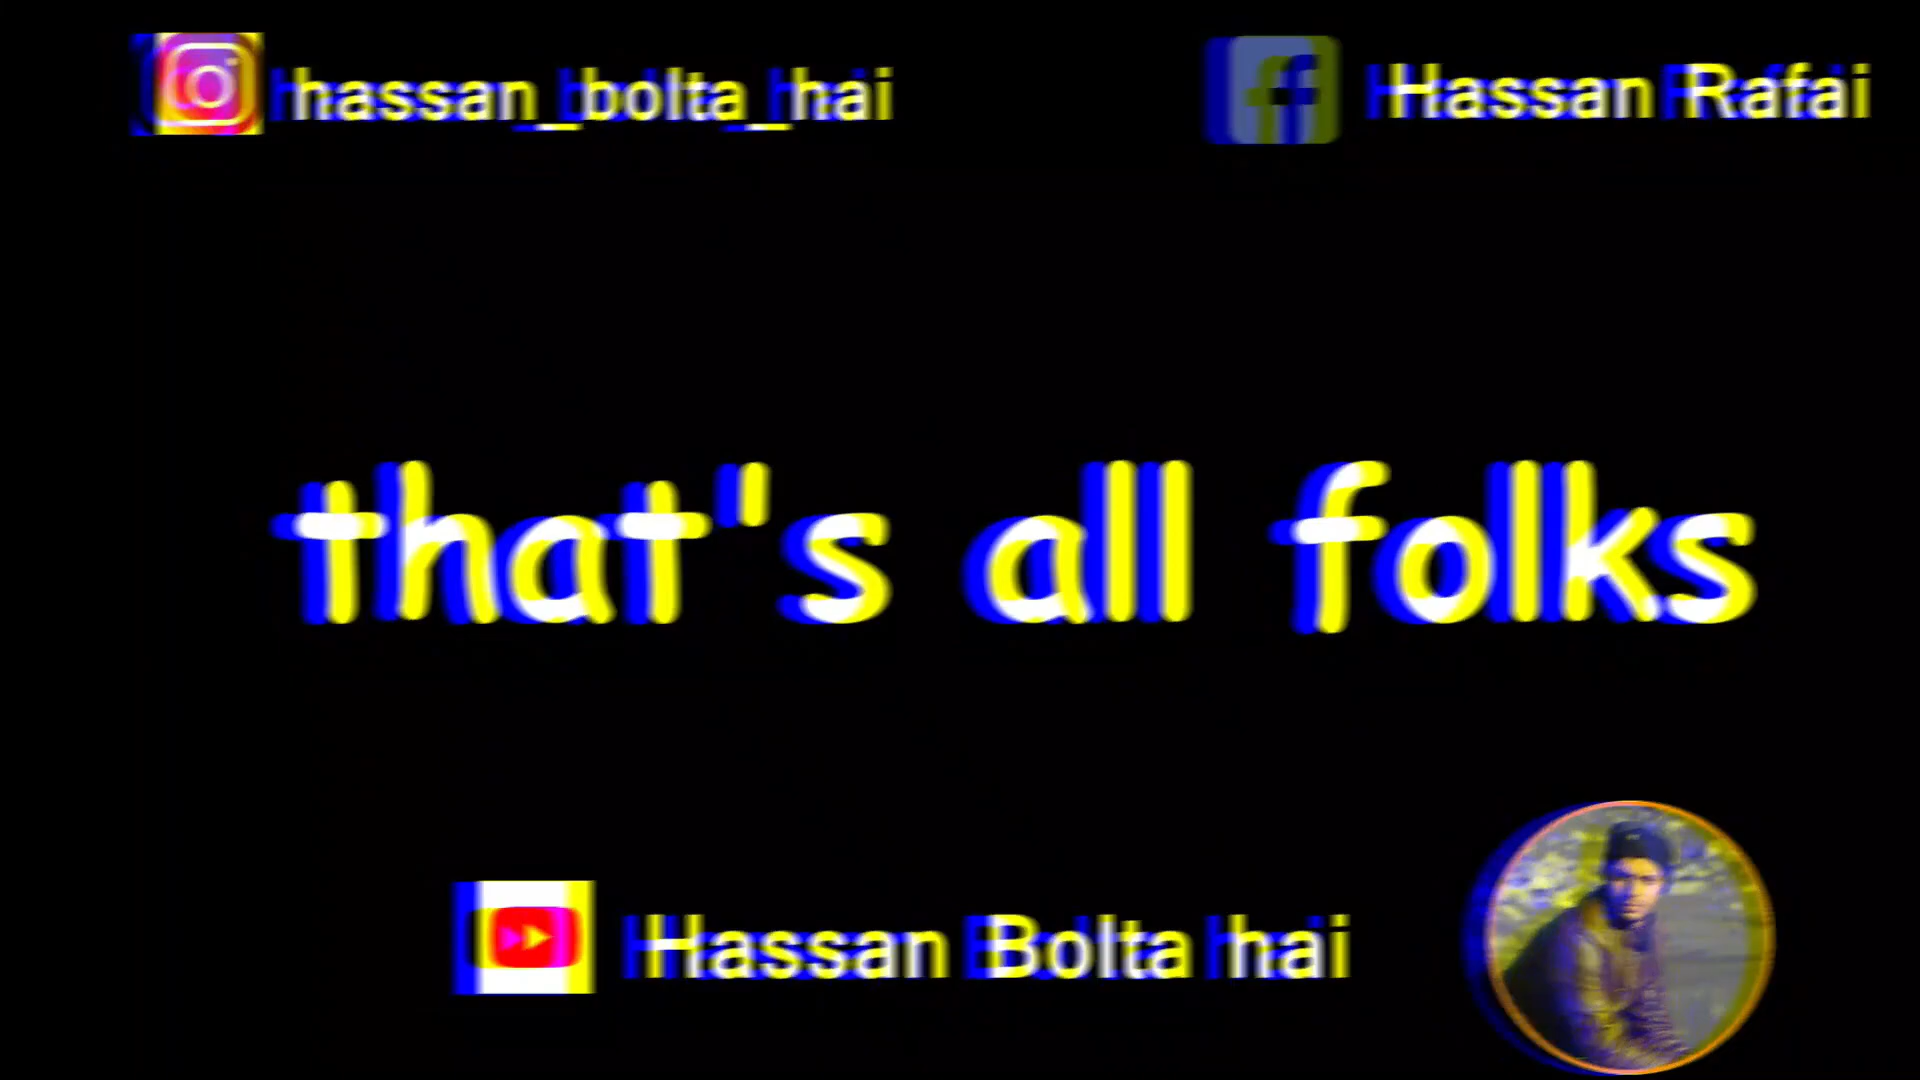 hassan_bolta_hai
Hassan Rafai
that's all folks
Hassan Bolta hai